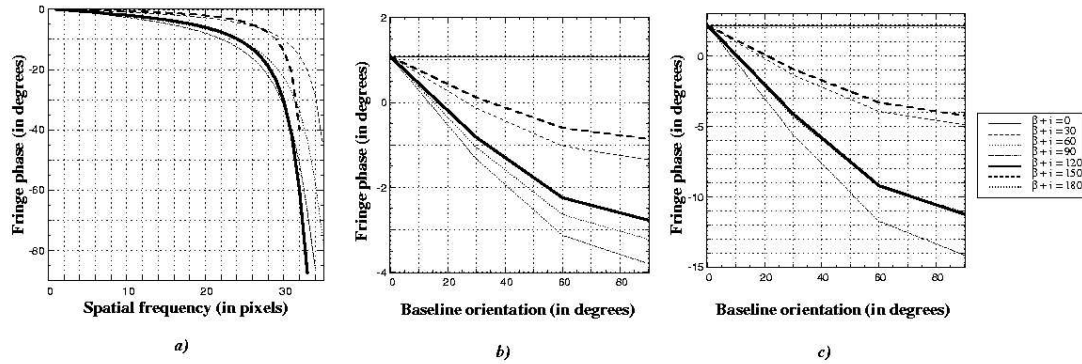 0
-20
-40
-60
-80
0
10
20
30
Fringe phase (in degrees)
Spatial frequency (in pixels)
a)
2
0
-2
-4
0
20
40
60
80
Fringe phase (in degrees)
Baseline orientation (in degrees)
b)
0
-5
-10
-15
0
20
40
60
80
Fringe phase (in degrees)
Baseline orientation (in degrees)
c)
β+i=0
β+i=30
β+i=60
β+i=90
β+i=120
β+i=150
β+i=180